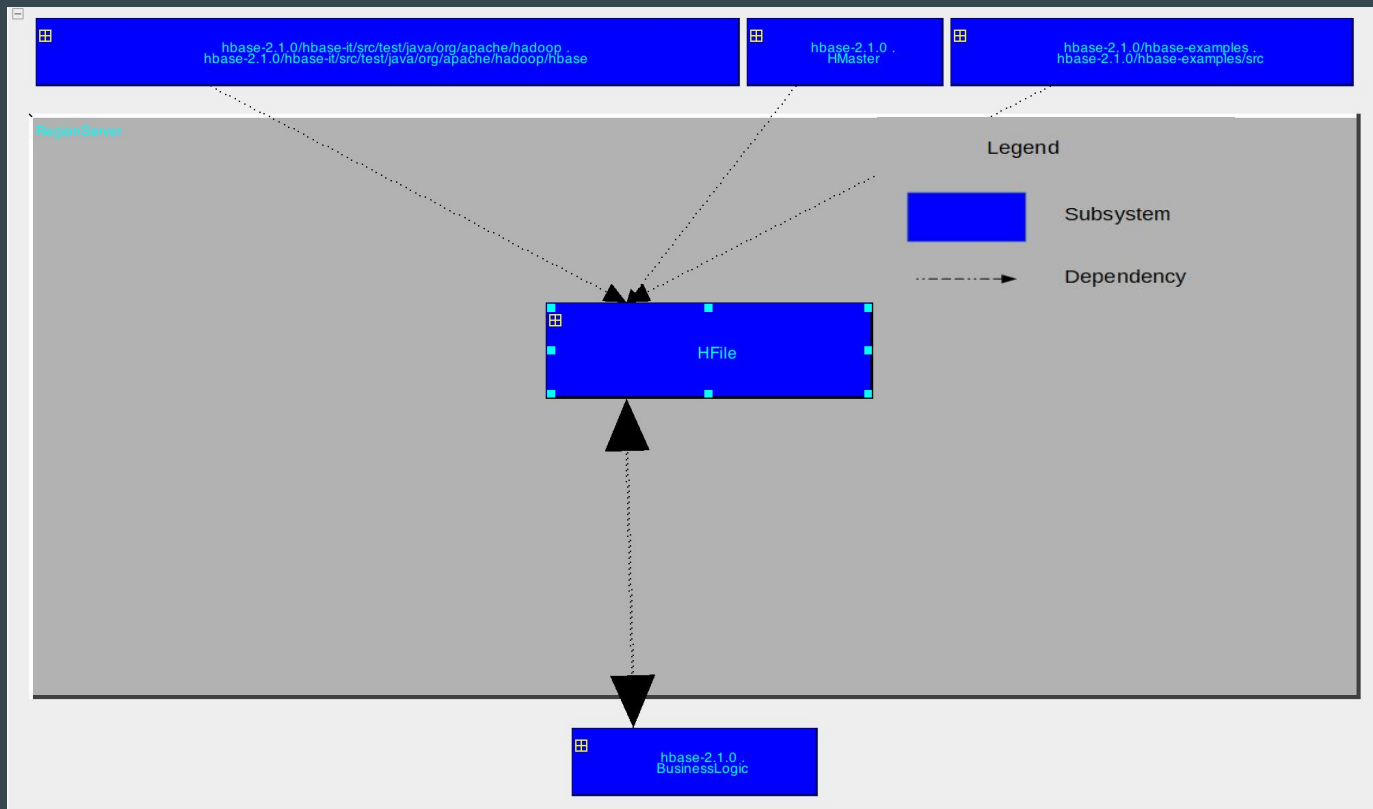 hbase-2.1.0/hbase-it/src/test/java/org/apache/hadoop .
hbase-2.1.0/hbase-it/src/test/java/org/apache/hadoop/hbase
hbase-2.1.0 .
HMaster
hbase-2.1.0/hbase-examples .
hbase-2.1.0/hbase-examples/src
RegionServer
Legend
Subsystem
Dependency
HFile
hbase-2.1.0 .
BusinessLogic